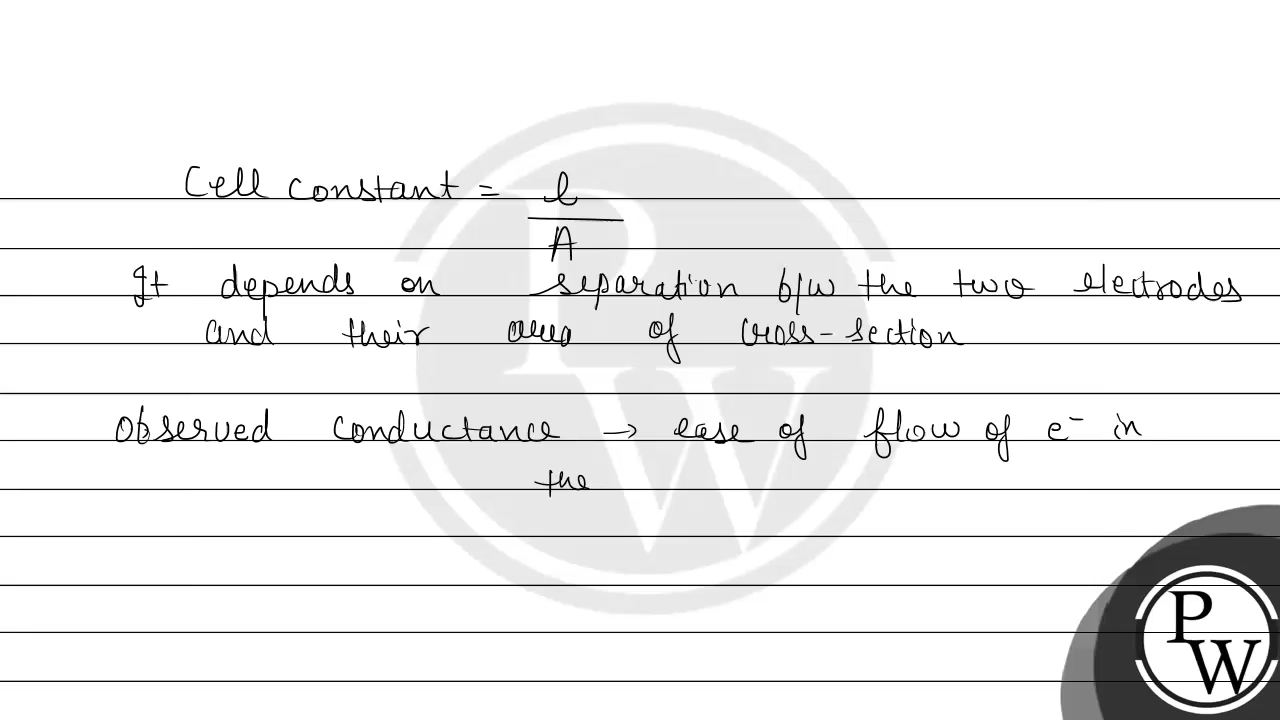 Cell constant = l
A
It depends on separation b/w the two electrodes
and their area of cross-section
Observed conductance → ease of flow of e⁻ in
the
P
W
P
W